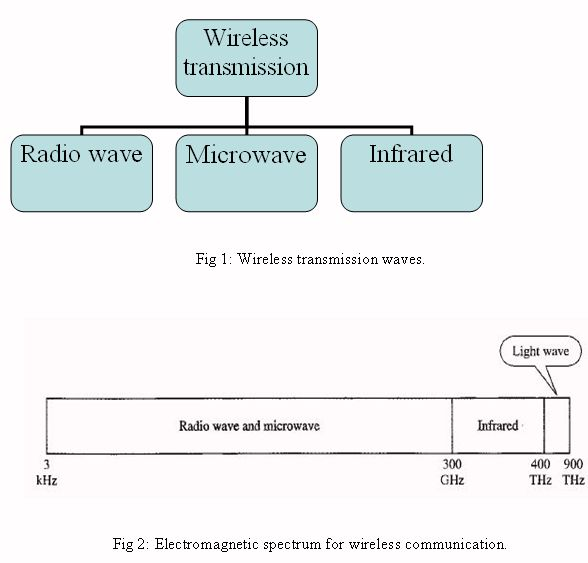 Wireless
transmission
Radio wave
Microwave
Infrared
Fig 1: Wireless transmission waves.
Light wave
Radio wave and microwave
Infrared
3
kHz
300
GHz
400
THz
900
THz
Fig 2: Electromagnetic spectrum for wireless communication.